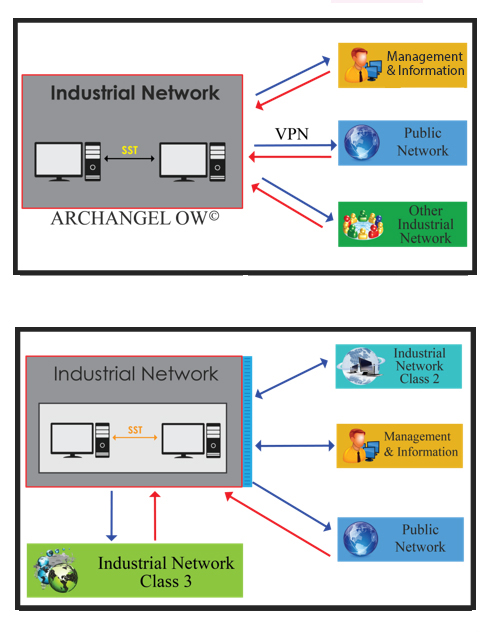 Management
& Information
Industrial Network
SST
VPN
Public
Network
ARCHANGEL OW©
Other
Industrial
Network
Industrial Network
SST
Industrial
Network
Class 2
Management
& Information
Public
Network
Industrial Network
Class 3